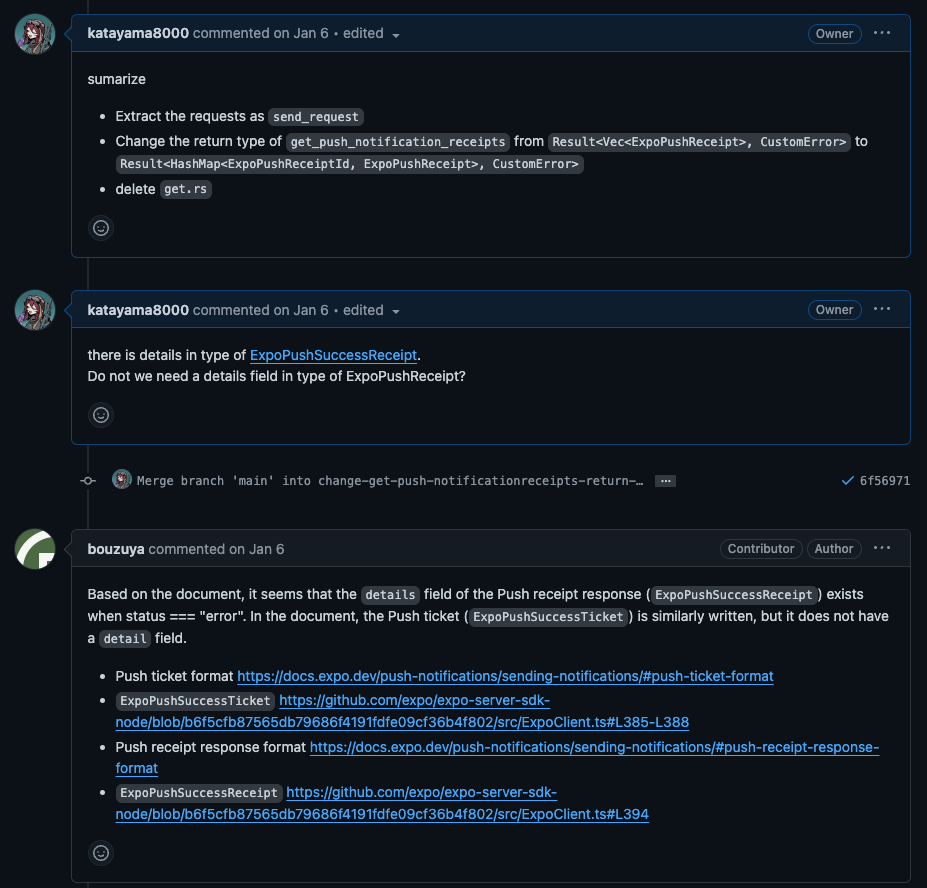 katayama8000 commented on Jan 6 • edited
Owner
sumarize
Extract the requests as send_request
Change the return type of get_push_notification_receipts from Result<Vec<ExpoPushReceipt>, CustomError> to
Result<HashMap<ExpoPushReceiptId, ExpoPushReceipt>, CustomError>
delete get.rs
katayama8000 commented on Jan 6 • edited
Owner
there is details in type of ExpoPushSuccessReceipt.
Do not we need a details field in type of ExpoPushReceipt?
Merge branch 'main' into change-get-push-notificationreceipts-return-… 
6f56971
bouzuya commented on Jan 6
Contributor
Author
Based on the document, it seems that the details field of the Push receipt response (ExpoPushSuccessReceipt) exists
when status === "error". In the document, the Push ticket (ExpoPushSuccessTicket) is similarly written, but it does not have
a detail field.
Push ticket format https://docs.expo.dev/push-notifications/sending-notifications/#push-ticket-format
ExpoPushSuccessTicket https://github.com/expo/expo-server-sdk-
node/blob/b6f5cfb87565db79686f4191fdfe09cf36b4f802/src/ExpoClient.ts#L385-L388
Push receipt response format https://docs.expo.dev/push-notifications/sending-notifications/#push-receipt-response-
format
ExpoPushSuccessReceipt https://github.com/expo/expo-server-sdk-
node/blob/b6f5cfb87565db79686f4191fdfe09cf36b4f802/src/ExpoClient.ts#L394